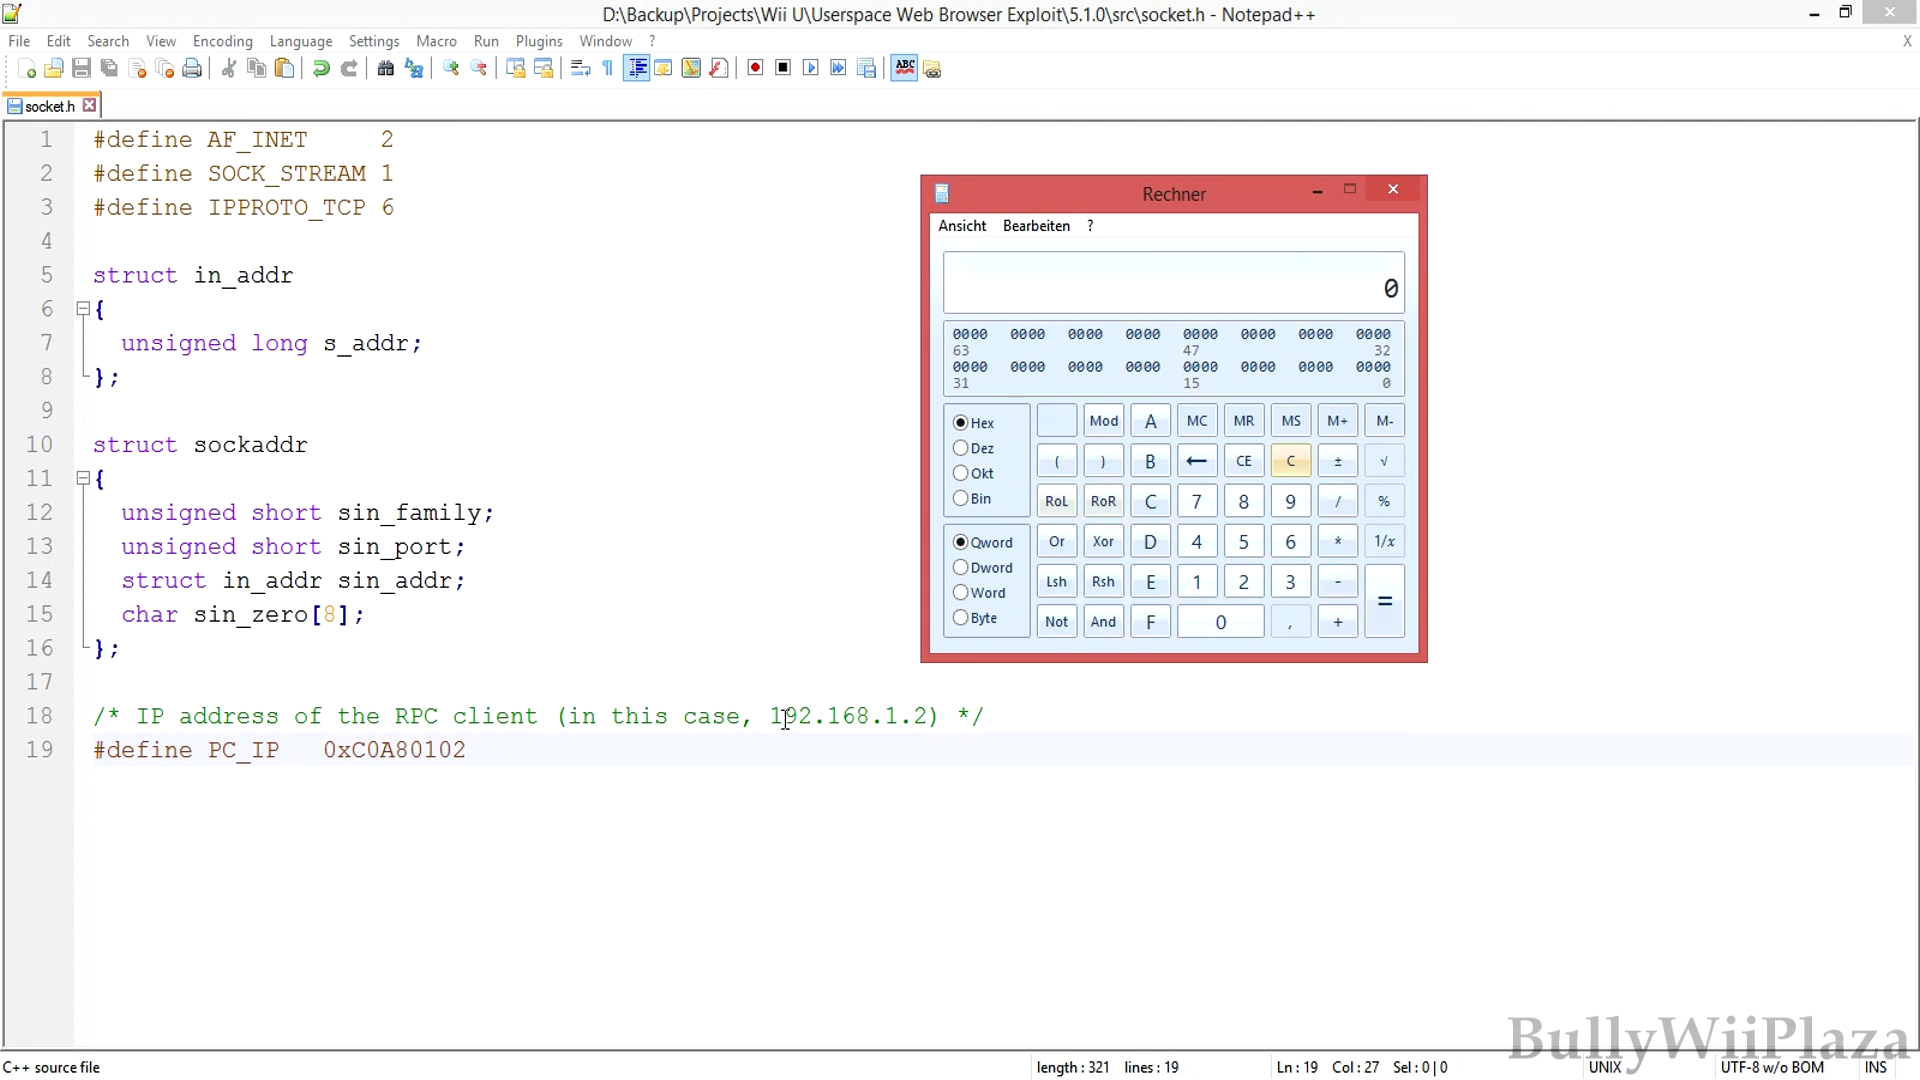 D:\Backup\Projects\Wii U\Userspace Web Browser Exploit\5.1.0\src\socket.h - Notepad++
File Edit Search View Encoding Language Settings Macro Run Plugins Window ? X
ABC
socket.h
1 #define AF_INET 2
2 #define SOCK_STREAM 1
3 #define IPPROTO_TCP 6
4
5 struct in_addr
6 {
7 unsigned long s_addr;
8 };
9
10 struct sockaddr
11 {
12 unsigned short sin_family;
13 unsigned short sin_port;
14 struct in_addr sin_addr;
15 char sin_zero[8];
16 };
17
18 /* IP address of the RPC client (in this case, 192.168.1.2) */
19 #define PC_IP 0xC0A80102
Rechner
Ansicht Bearbeiten ?
0
0000 0000 0000 0000 0000 0000 0000 0000
63 47 32
0000 0000 0000 0000 0000 0000 0000 0000
31 15 0
Hex Mod A MC MR MS M+ M-
Dez
( ) B ← CE C ± √
Okt
Bin RoL RoR C 7 8 9 / %
Qword Or Xor D 4 5 6 * 1/x
Dword
Lsh Rsh E 1 2 3 - =
Word
Byte Not And F 0 , +
BullyWiiPlaza
C++ source file length : 321 lines : 19 Ln : 19 Col : 27 Sel : 0 | 0 UNIX UTF-8 w/o BOM INS